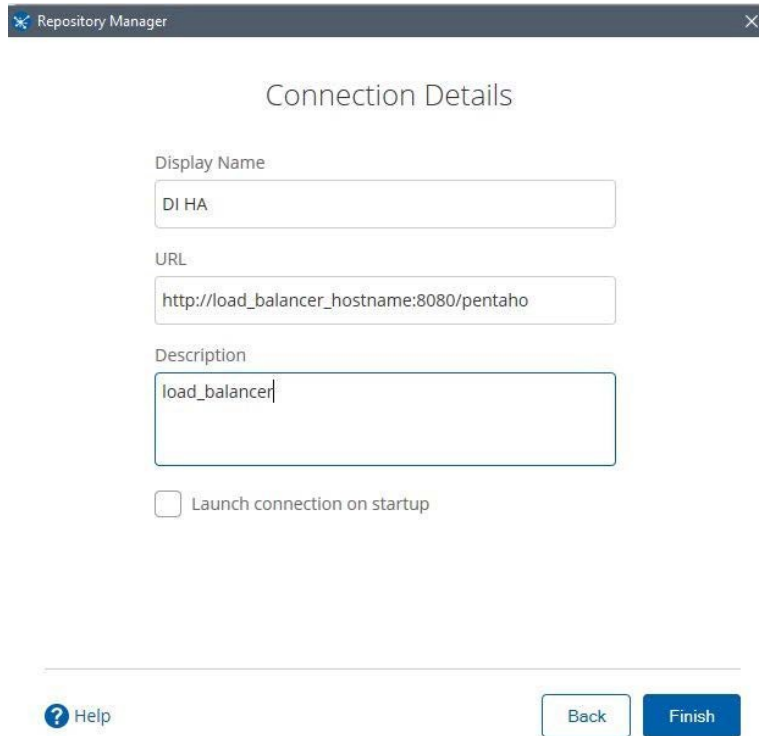 Repository Manager
Connection Details
Display Name
DI HA
URL
http://load_balancer_hostname:8080/pentaho
Description
load_balancer
Launch connection on startup
? Help
Back
Finish